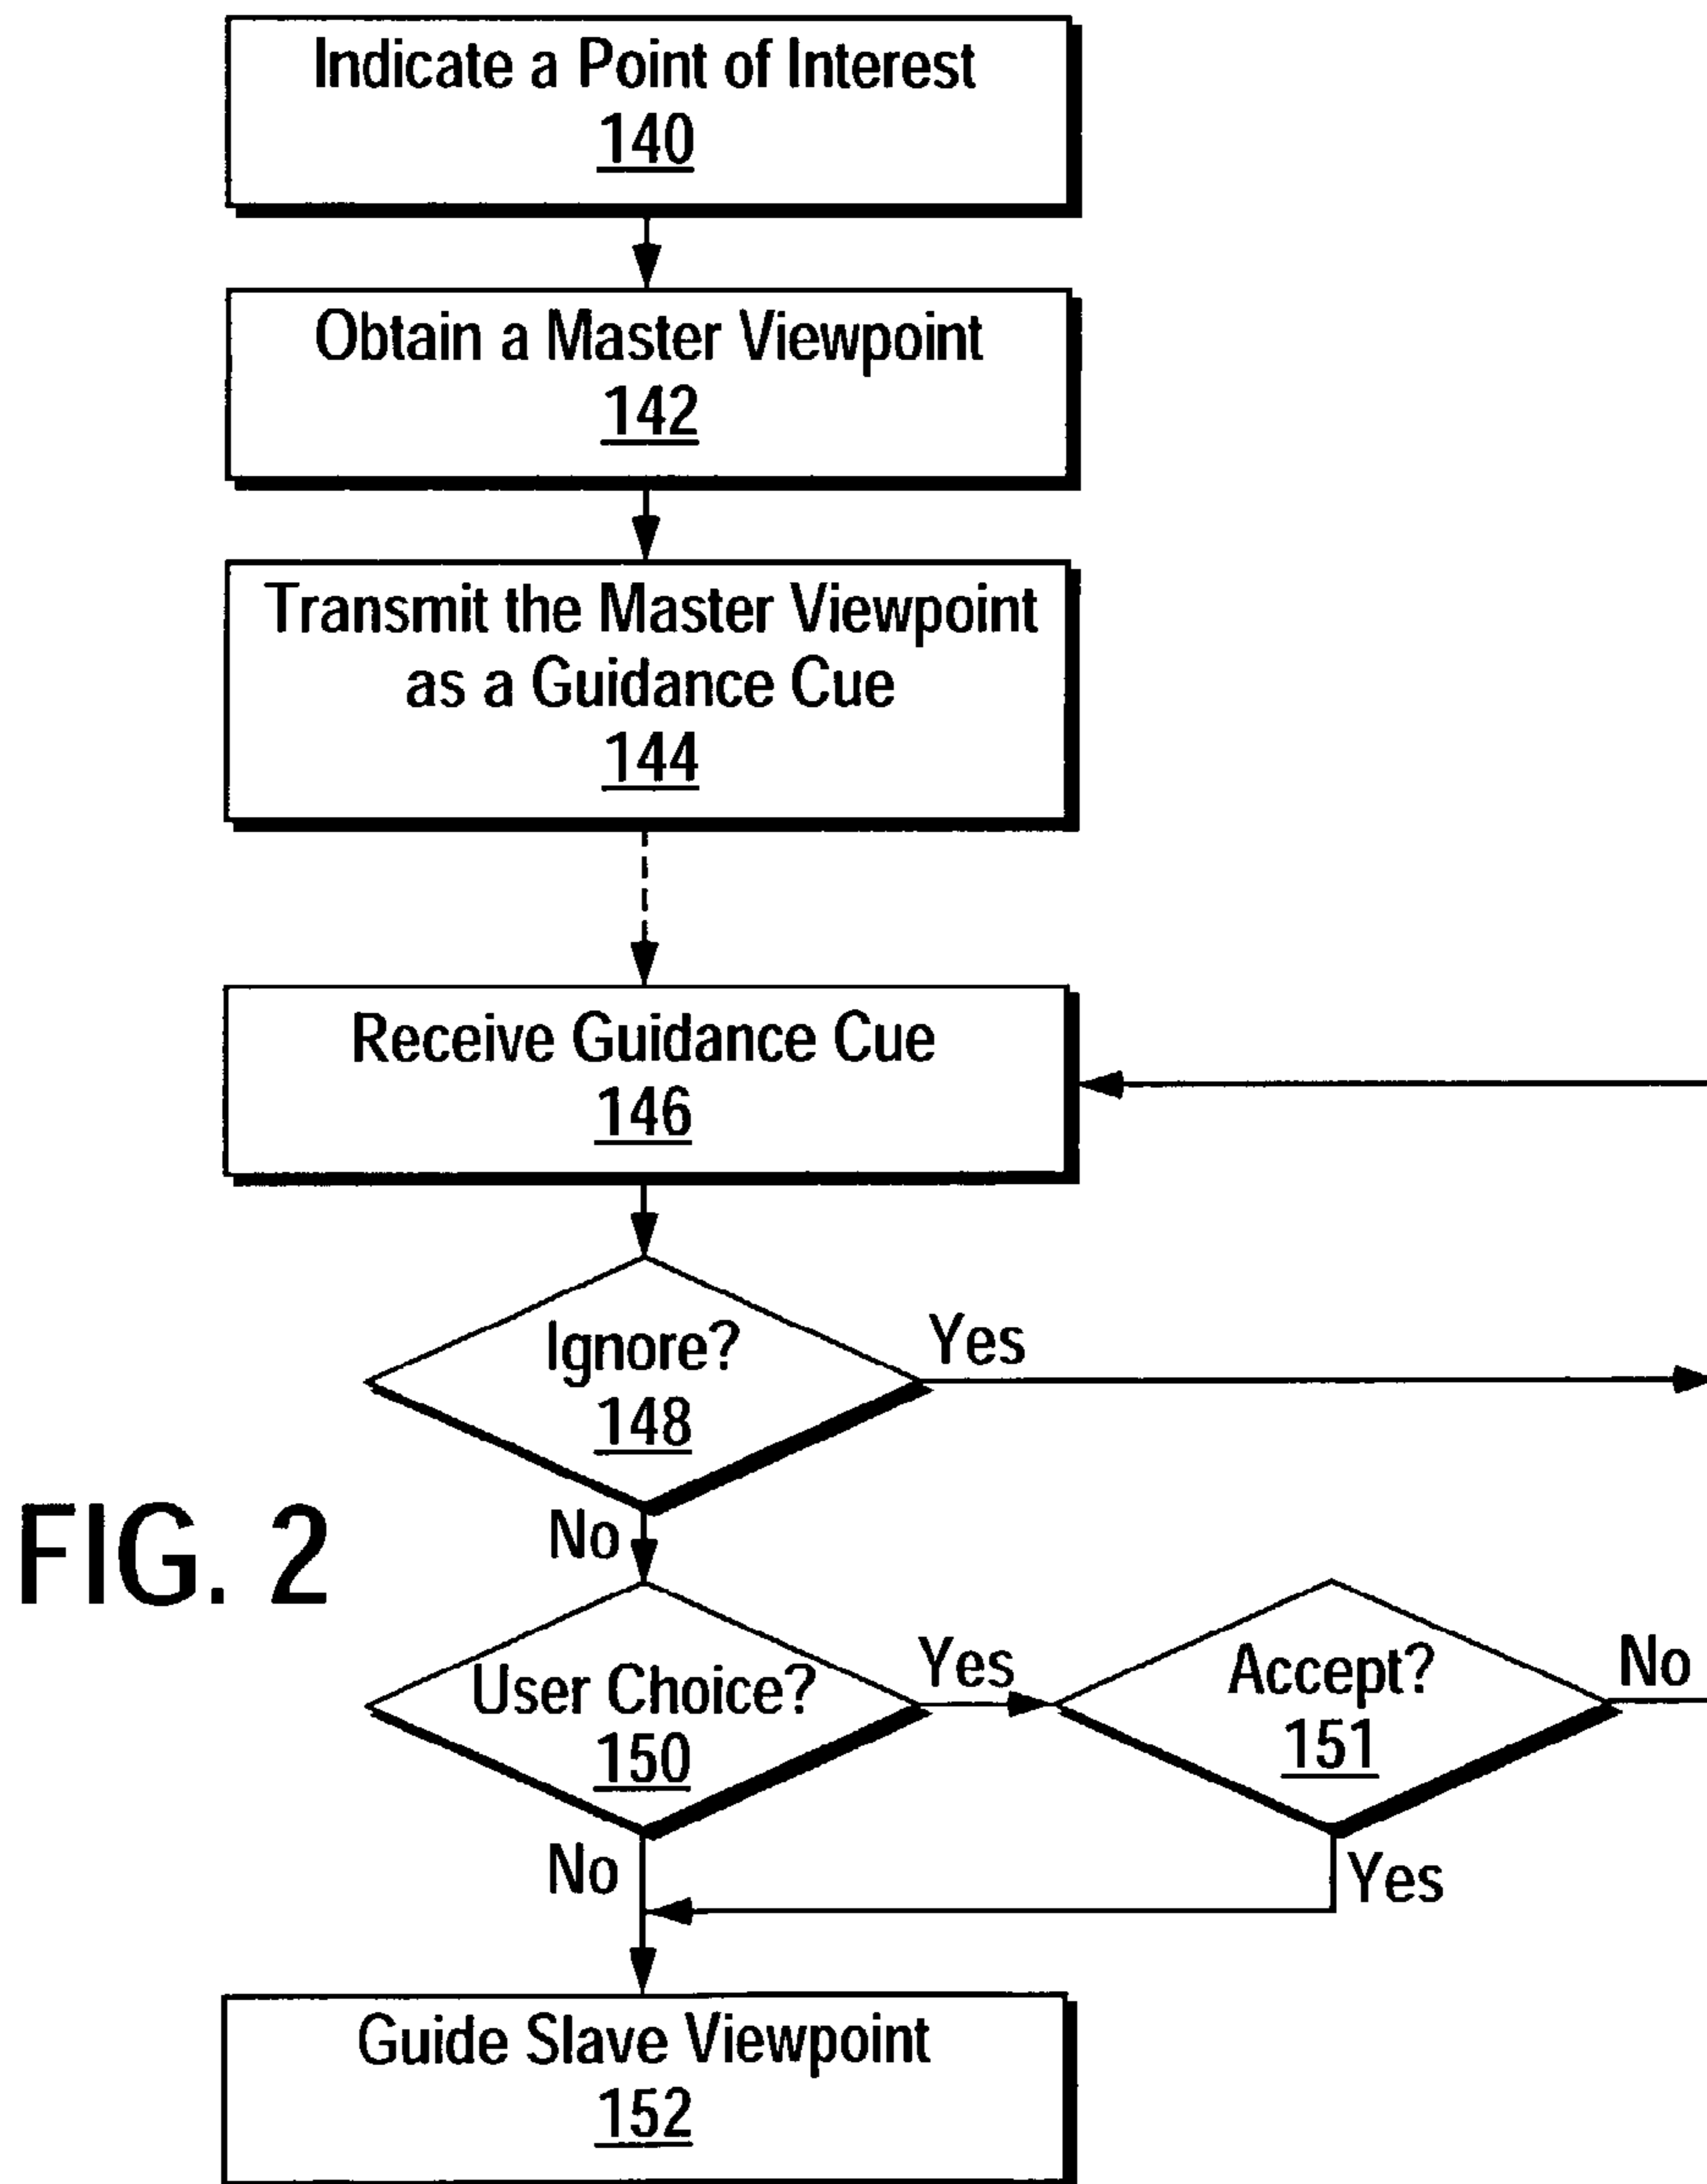 Indicate a Point of Interest
140
Obtain a Master Viewpoint
142
Transmit the Master Viewpoint
as a Guidance Cue
144
Receive Guidance Cue
146
Ignore?
148
Yes
No
FIG. 2
User Choice?
150
Yes
Accept?
151
No
No
Yes
Guide Slave Viewpoint
152